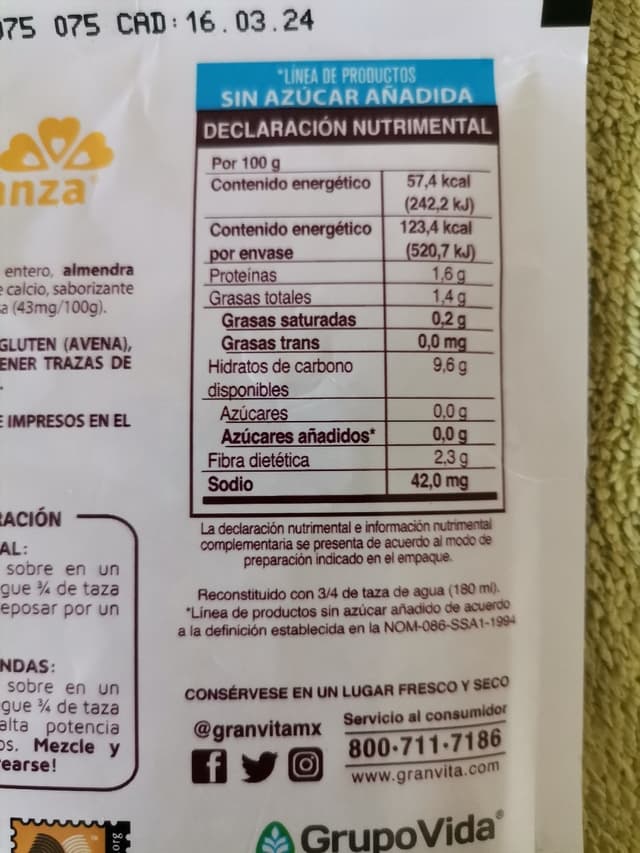 075 CAD: 16.03.24
*LÍNEA DE PRODUCTOS
SIN AZÚCAR AÑADIDA
DECLARACIÓN NUTRIMENTAL
Por 100 g
Contenido energético 57,4 kcal
(242,2 kJ)
Contenido energético 123,4 kcal
por envase (520,7 kJ)
Proteínas 1,6 g
Grasas totales 1,4 g
Grasas saturadas 0,2 g
Grasas trans 0,0 mg
Hidratos de carbono 9,6 g
disponibles
Azúcares 0,0 g
Azúcares añadidos* 0,0 g
Fibra dietética 2,3 g
Sodio 42,0 mg
La declaración nutrimental e información nutrimental
complementaria se presenta de acuerdo al modo de
preparación indicado en el empaque.
Reconstituido con 3/4 de taza de agua (180 ml).
*Línea de productos sin azúcar añadido de acuerdo
a la definición establecida en la NOM-086-SSA1-1994
CONSÉRVESE EN UN LUGAR FRESCO Y SECO
@granvitamx
Servicio al consumidor
800-711-7186
www.granvita.com
GrupoVida®
anza
entero, almendra
calcio, saborizante
(43mg/100g).
GLUTEN (AVENA),
ENER TRAZAS DE
E IMPRESOS EN EL
RACIÓN
AL:
sobre en un
gue ¾ de taza
eposar por un
NDAS:
sobre en un
gue ¾ de taza
alta potencia
os. Mezcle y
earse!
org